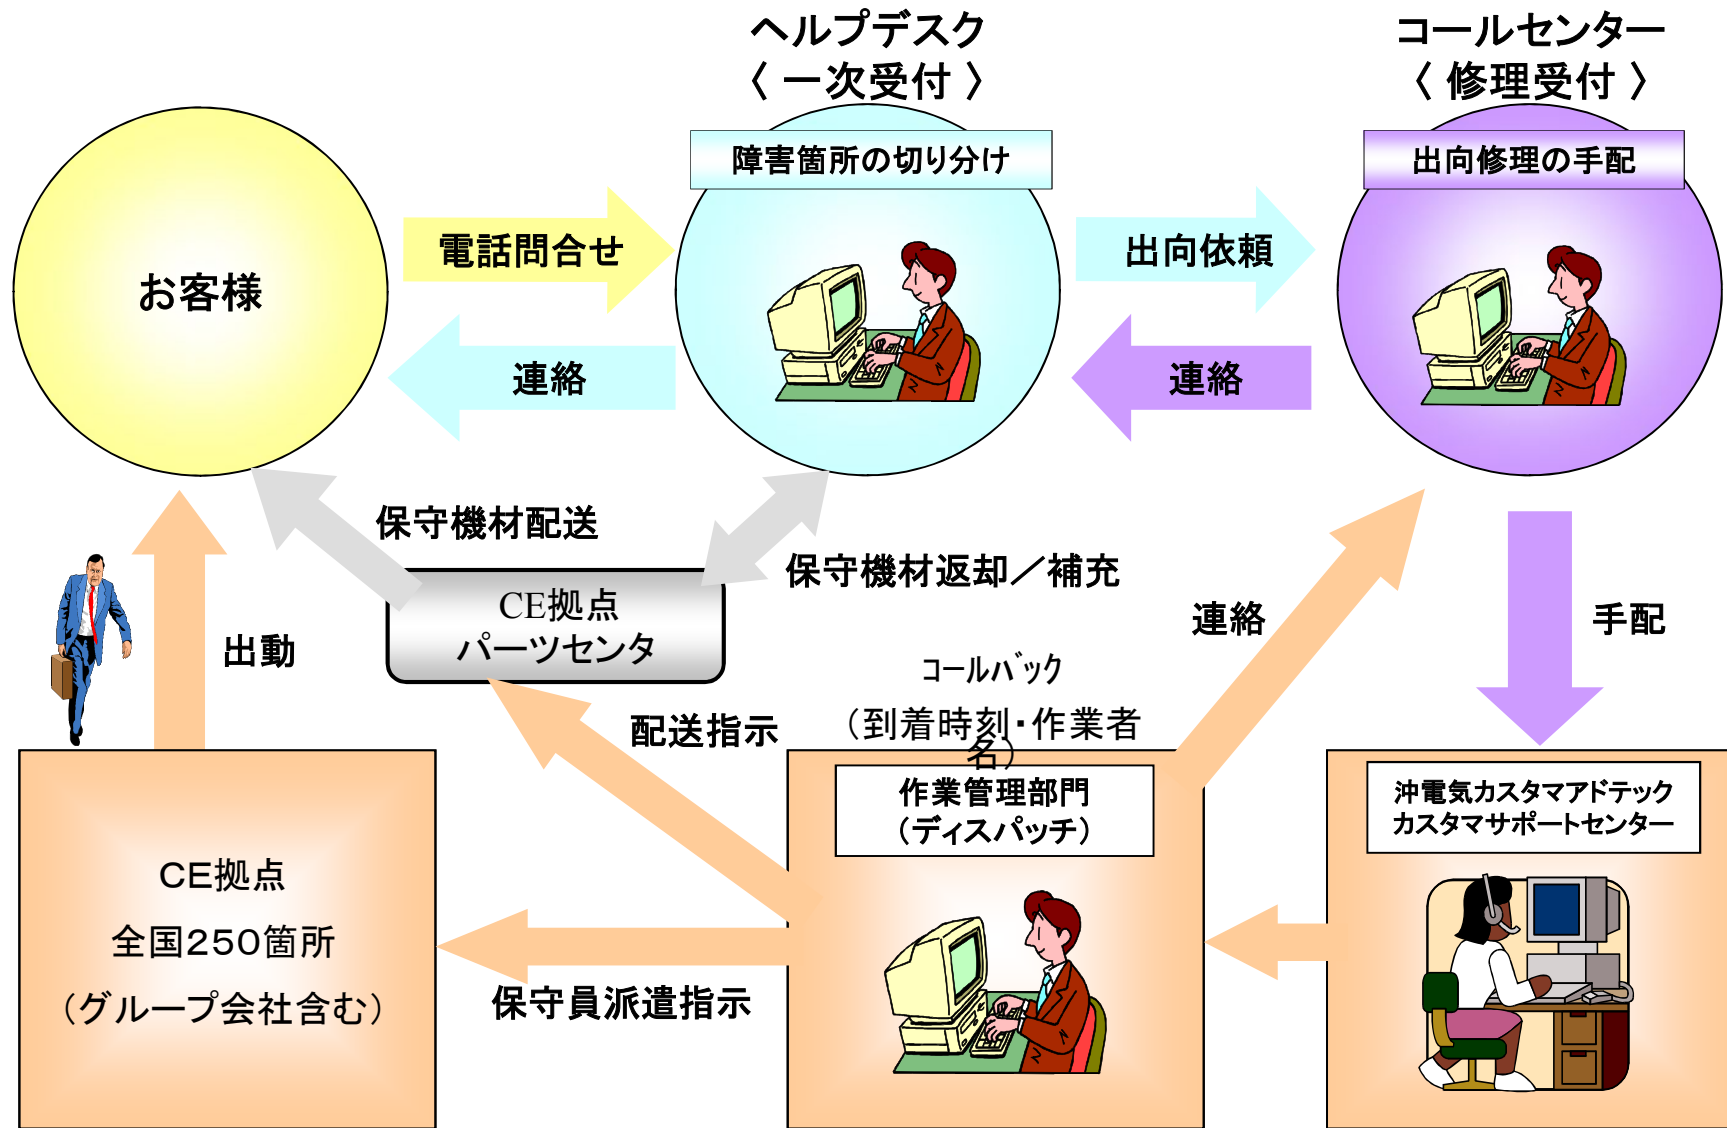 ヘルプデスク
〈 一次受付 〉
コールセンター
〈 修理受付 〉
障害箇所の切り分け
出向修理の手配
お客様
電話問合せ
出向依頼
連絡
連絡
保守機材配送
保守機材返却／補充
CE拠点
パーツセンタ
出動
連絡
手配
コールバック
（到着時刻・作業者
名）
配送指示
作業管理部門
（ディスパッチ）
沖電気カスタマアドテック
カスタマサポートセンター
CE拠点
全国250箇所
（グループ会社含む）
保守員派遣指示